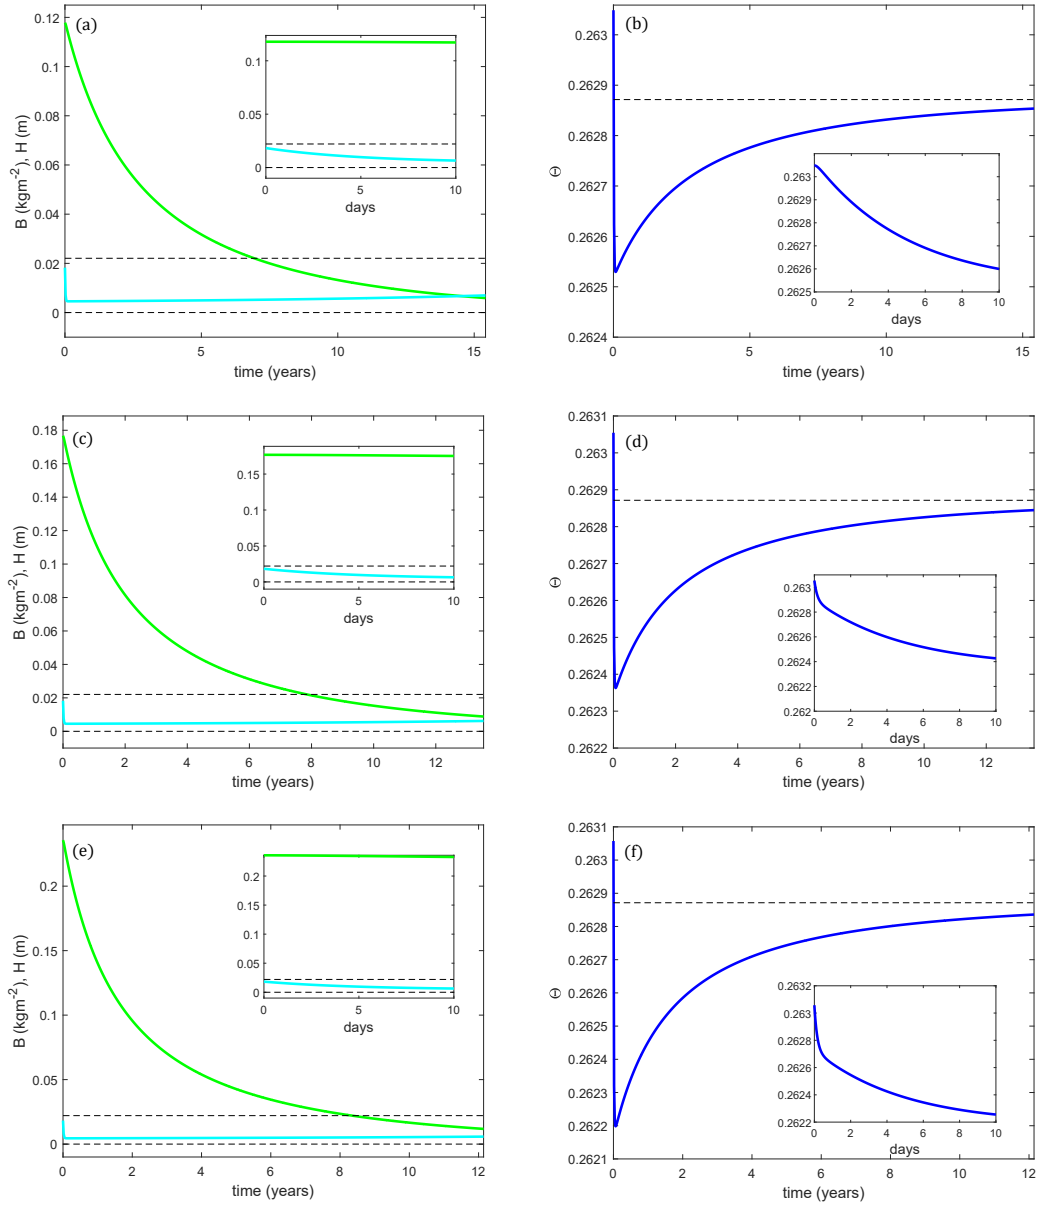 (a)
B (kgm⁻²), H (m)
0.12
0.1
0.08
0.06
0.04
0.02
0
0 5 10 15
time (years)
0.1
0.05
0
0 5 10
days
(b)
Θ
0.263
0.2629
0.2628
0.2627
0.2626
0.2625
0.2624
0 5 10 15
time (years)
0.263
0.2629
0.2628
0.2627
0.2626
0.2625
0 2 4 6 8 10
days
(c)
B (kgm⁻²), H (m)
0.18
0.16
0.14
0.12
0.1
0.08
0.06
0.04
0.02
0
0 2 4 6 8 10 12
time (years)
0.15
0.1
0.05
0
0 5 10
days
(d)
Θ
0.2631
0.263
0.2629
0.2628
0.2627
0.2626
0.2625
0.2624
0.2623
0.2622
0 2 4 6 8 10 12
time (years)
0.263
0.2628
0.2626
0.2624
0.2622
0.262
0 2 4 6 8 10
days
(e)
B (kgm⁻²), H (m)
0.2
0.15
0.1
0.05
0
0 2 4 6 8 10 12
time (years)
0.2
0.15
0.1
0.05
0
0 5 10
days
(f)
Θ
0.2631
0.263
0.2629
0.2628
0.2627
0.2626
0.2625
0.2624
0.2623
0.2622
0.2621
0 2 4 6 8 10 12
time (years)
0.2632
0.263
0.2628
0.2626
0.2624
0.2622
0 2 4 6 8 10
days